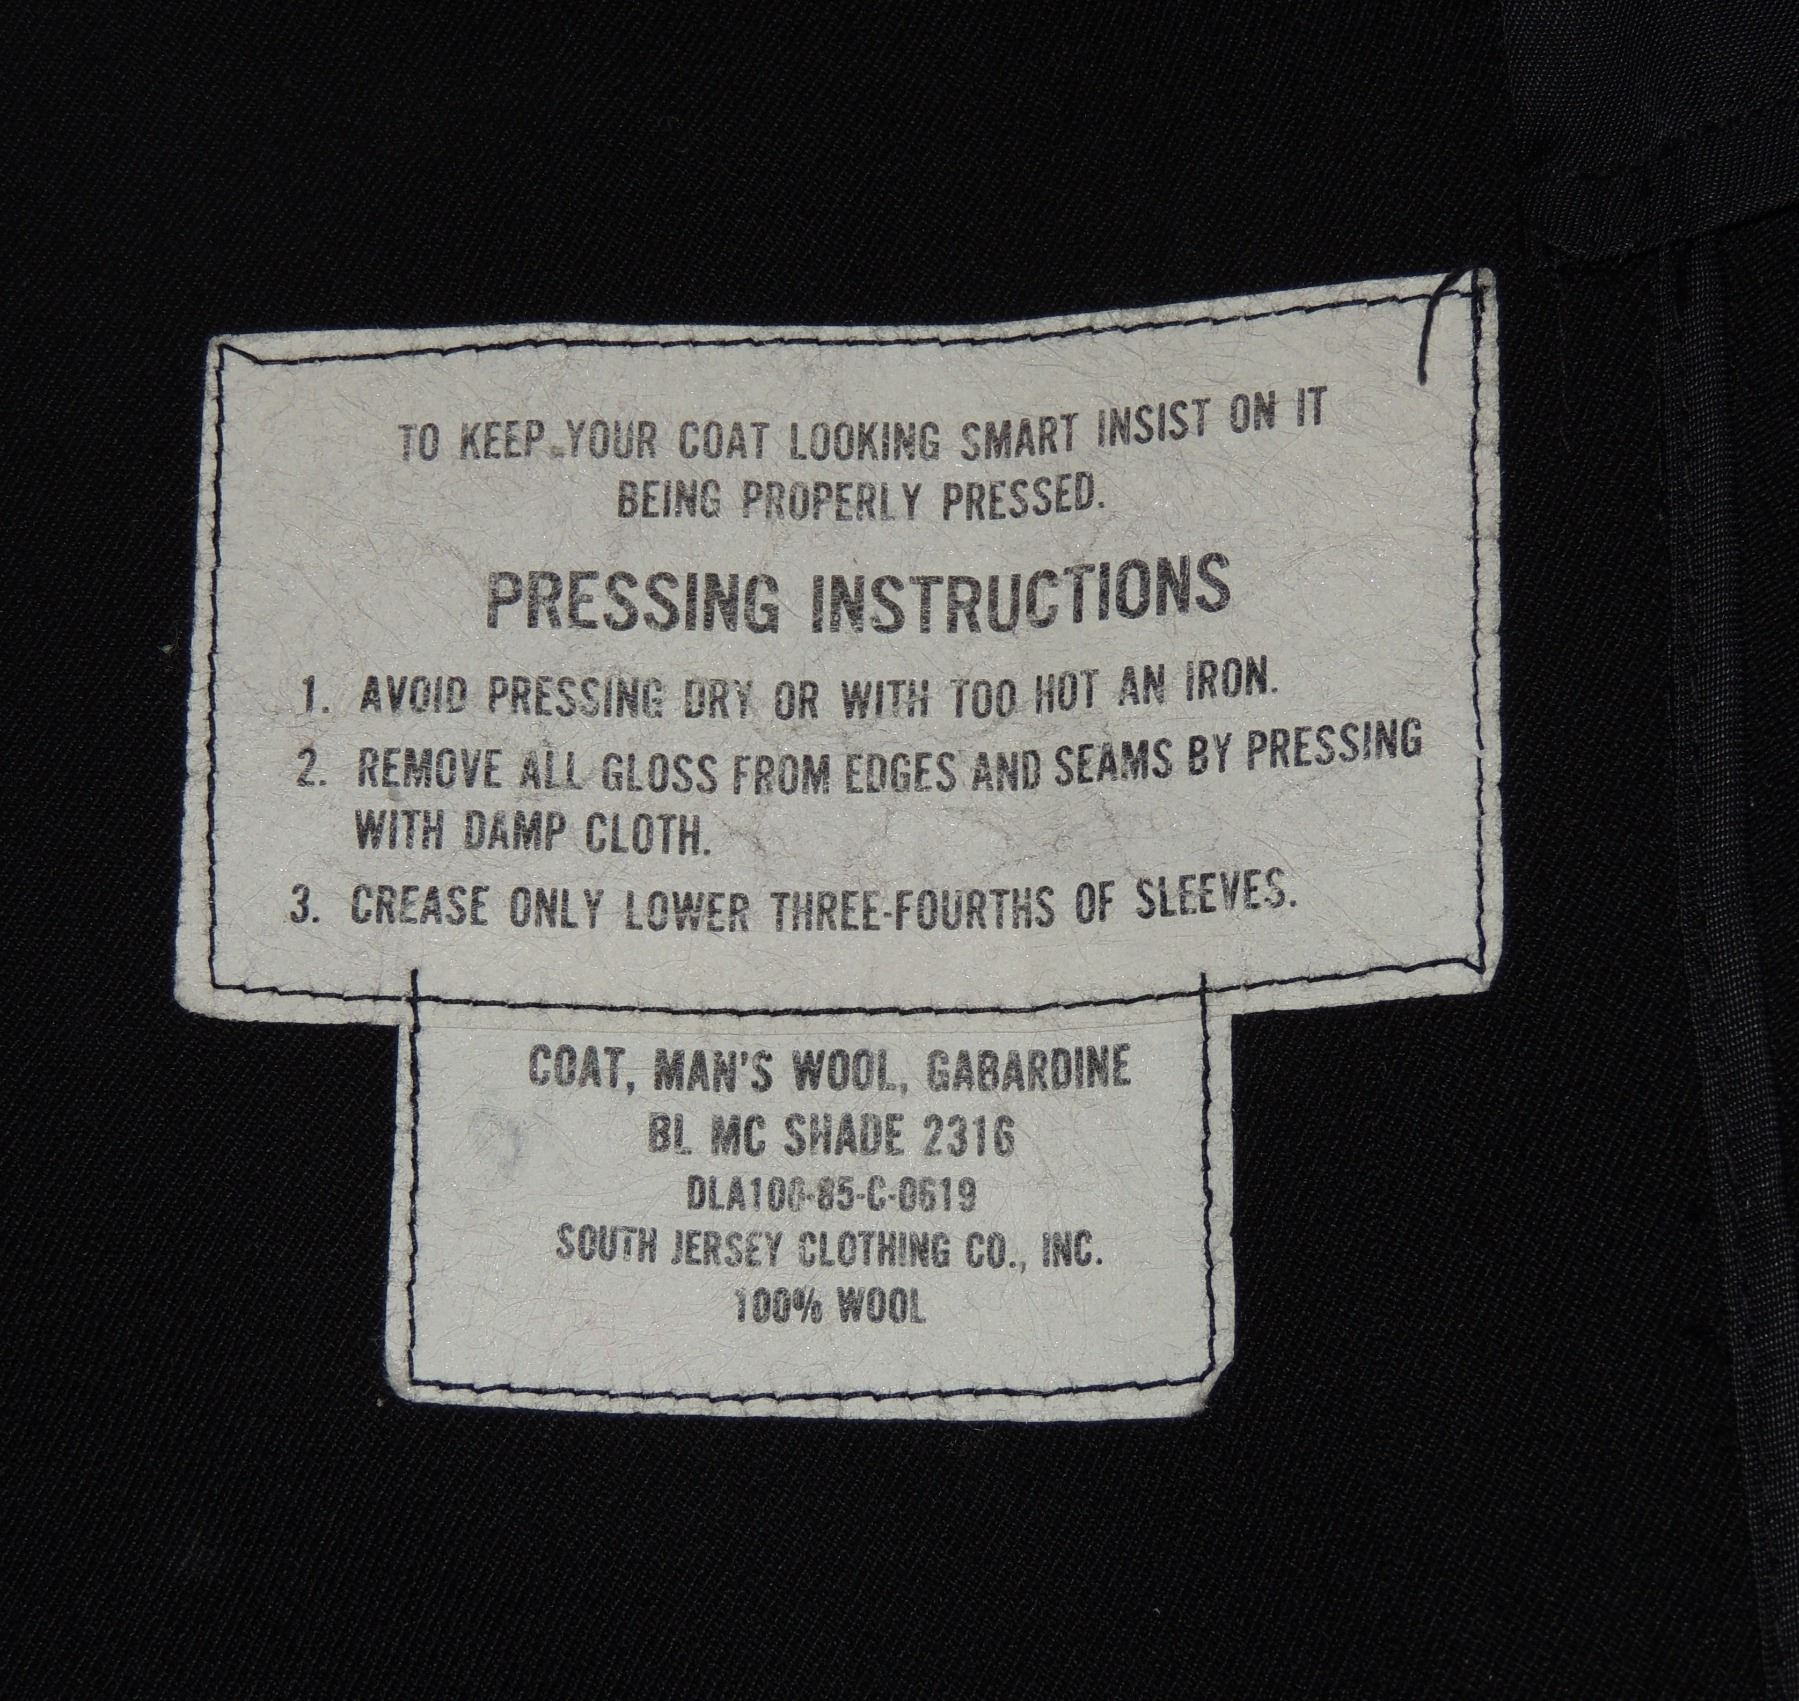 TO KEEP YOUR COAT LOOKING SMART INSIST ON IT
BEING PROPERLY PRESSED.
PRESSING INSTRUCTIONS
1. AVOID PRESSING DRY OR WITH TOO HOT AN IRON.
2. REMOVE ALL GLOSS FROM EDGES AND SEAMS BY PRESSING
WITH DAMP CLOTH.
3. CREASE ONLY LOWER THREE-FOURTHS OF SLEEVES.
COAT, MAN'S WOOL, GABARDINE
BL MC SHADE 2316
DLA100-85-C-0619
SOUTH JERSEY CLOTHING CO., INC.
100% WOOL